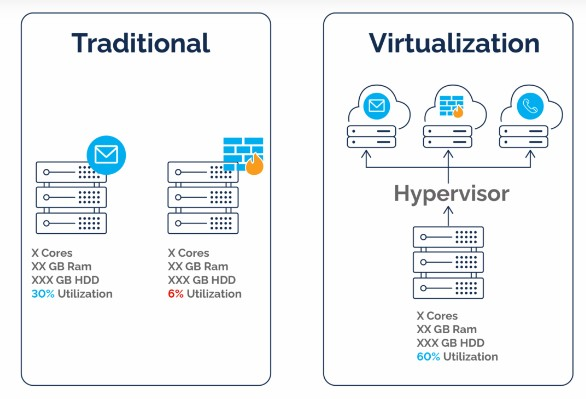 Traditional
X Cores
XX GB Ram
XXX GB HDD
30% Utilization
X Cores
XX GB Ram
XXX GB HDD
6% Utilization
Virtualization
Hypervisor
X Cores
XX GB Ram
XXX GB HDD
60% Utilization